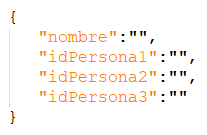 {
"nombre":"",
"idPersona1":"",
"idPersona2":"",
"idPersona3":""
}